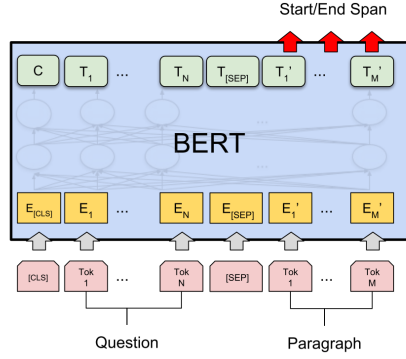 Start/End Span
C T1 ... TN T[SEP] T1' ... TM'
BERT
E[CLS] E1 ... EN E[SEP] E1' ... EM'
[CLS] Tok 1 ... Tok N [SEP] Tok 1 ... Tok M
Question Paragraph